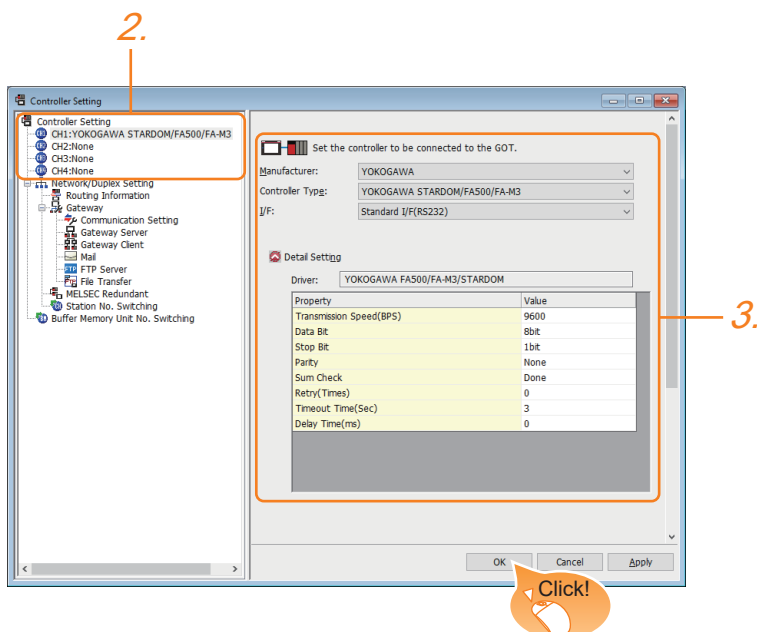 2.
Controller Setting
Controller Setting
CH1:YOKOGAWA STARDOM/FA500/FA-M3
CH2:None
CH3:None
CH4:None
Network/Duplex Setting
Routing Information
Gateway
Communication Setting
Gateway Server
Gateway Client
Mail
FTP Server
File Transfer
MELSEC Redundant
Station No. Switching
Buffer Memory Unit No. Switching
Set the controller to be connected to the GOT.
Manufacturer: YOKOGAWA
Controller Type: YOKOGAWA STARDOM/FA500/FA-M3
I/F: Standard I/F(RS232)
Detail Setting
Driver: YOKOGAWA FA500/FA-M3/STARDOM
Property Value
Transmission Speed(BPS) 9600
Data Bit 8bit
Stop Bit 1bit
Parity None
Sum Check Done
Retry(Times) 0
Timeout Time(Sec) 3
Delay Time(ms) 0
3.
OK Cancel Apply
Click!